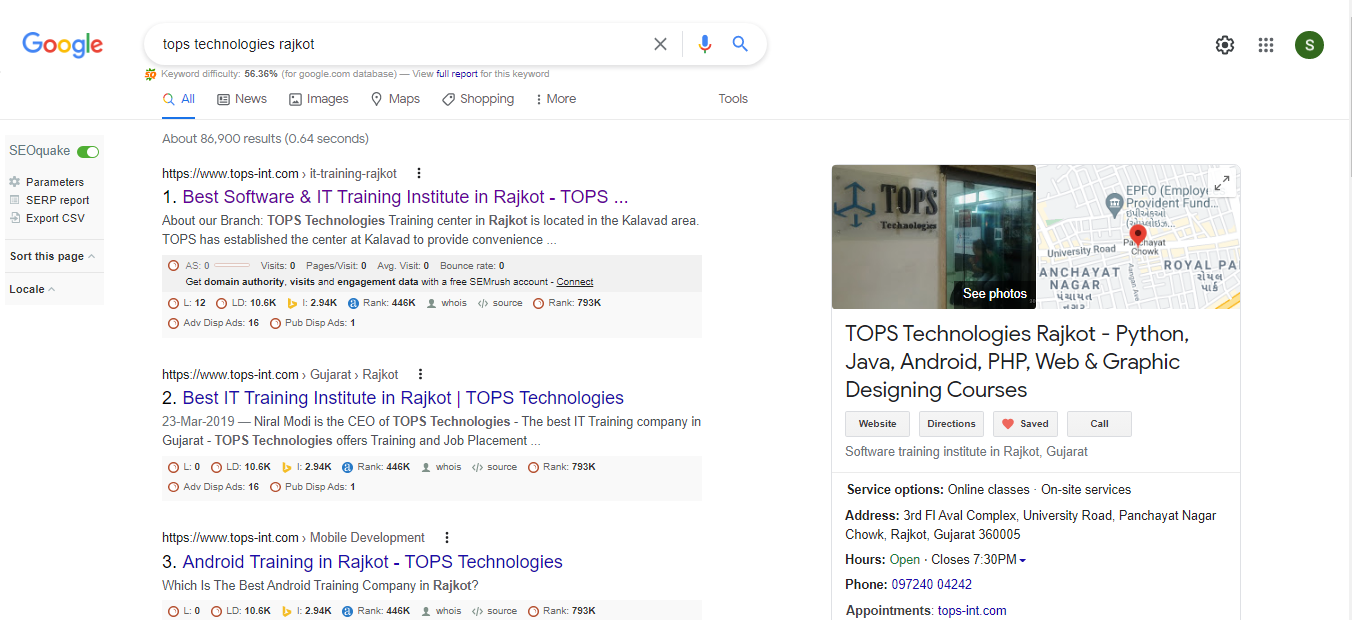 Google
tops technologies rajkot
S
Keyword difficulty: 56.36% (for google.com database) — View full report for this keyword
All News Images Maps Shopping More Tools
About 86,900 results (0.64 seconds)
SEOquake
Parameters
SERP report
Export CSV
Sort this page
Locale
https://www.tops-int.com › it-training-rajkot
1. Best Software & IT Training Institute in Rajkot - TOPS ...
About our Branch: TOPS Technologies Training center in Rajkot is located in the Kalavad area.
TOPS has established the center at Kalavad to provide convenience ...
AS: 0 Visits: 0 Pages/Visit: 0 Avg. Visit: 0 Bounce rate: 0
Get domain authority, visits and engagement data with a free SEMrush account - Connect
L: 12 LD: 10.6K I: 2.94K Rank: 446K whois source Rank: 793K
Adv Disp Ads: 16 Pub Disp Ads: 1
https://www.tops-int.com › Gujarat › Rajkot
2. Best IT Training Institute in Rajkot | TOPS Technologies
23-Mar-2019 — Niral Modi is the CEO of TOPS Technologies - The best IT Training company in
Gujarat - TOPS Technologies offers Training and Job Placement ...
L: 0 LD: 10.6K I: 2.94K Rank: 446K whois source Rank: 793K
Adv Disp Ads: 16 Pub Disp Ads: 1
https://www.tops-int.com › Mobile Development
3. Android Training in Rajkot - TOPS Technologies
Which Is The Best Android Training Company in Rajkot?
L: 0 LD: 10.6K I: 2.94K Rank: 446K whois source Rank: 793K
TOPS
Technologies
See photos
EPFO (Employe
Provident Fund...
University Road
Panchayat
Chowk
PANCHAYAT
NAGAR
પંચાયત
નગર
ROYAL PA
રોયલ
પાર્ક
TOPS Technologies Rajkot - Python,
Java, Android, PHP, Web & Graphic
Designing Courses
Website Directions Saved Call
Software training institute in Rajkot, Gujarat
Service options: Online classes · On-site services
Address: 3rd Fl Aval Complex, University Road, Panchayat Nagar
Chowk, Rajkot, Gujarat 360005
Hours: Open · Closes 7:30PM
Phone: 097240 04242
Appointments: tops-int.com